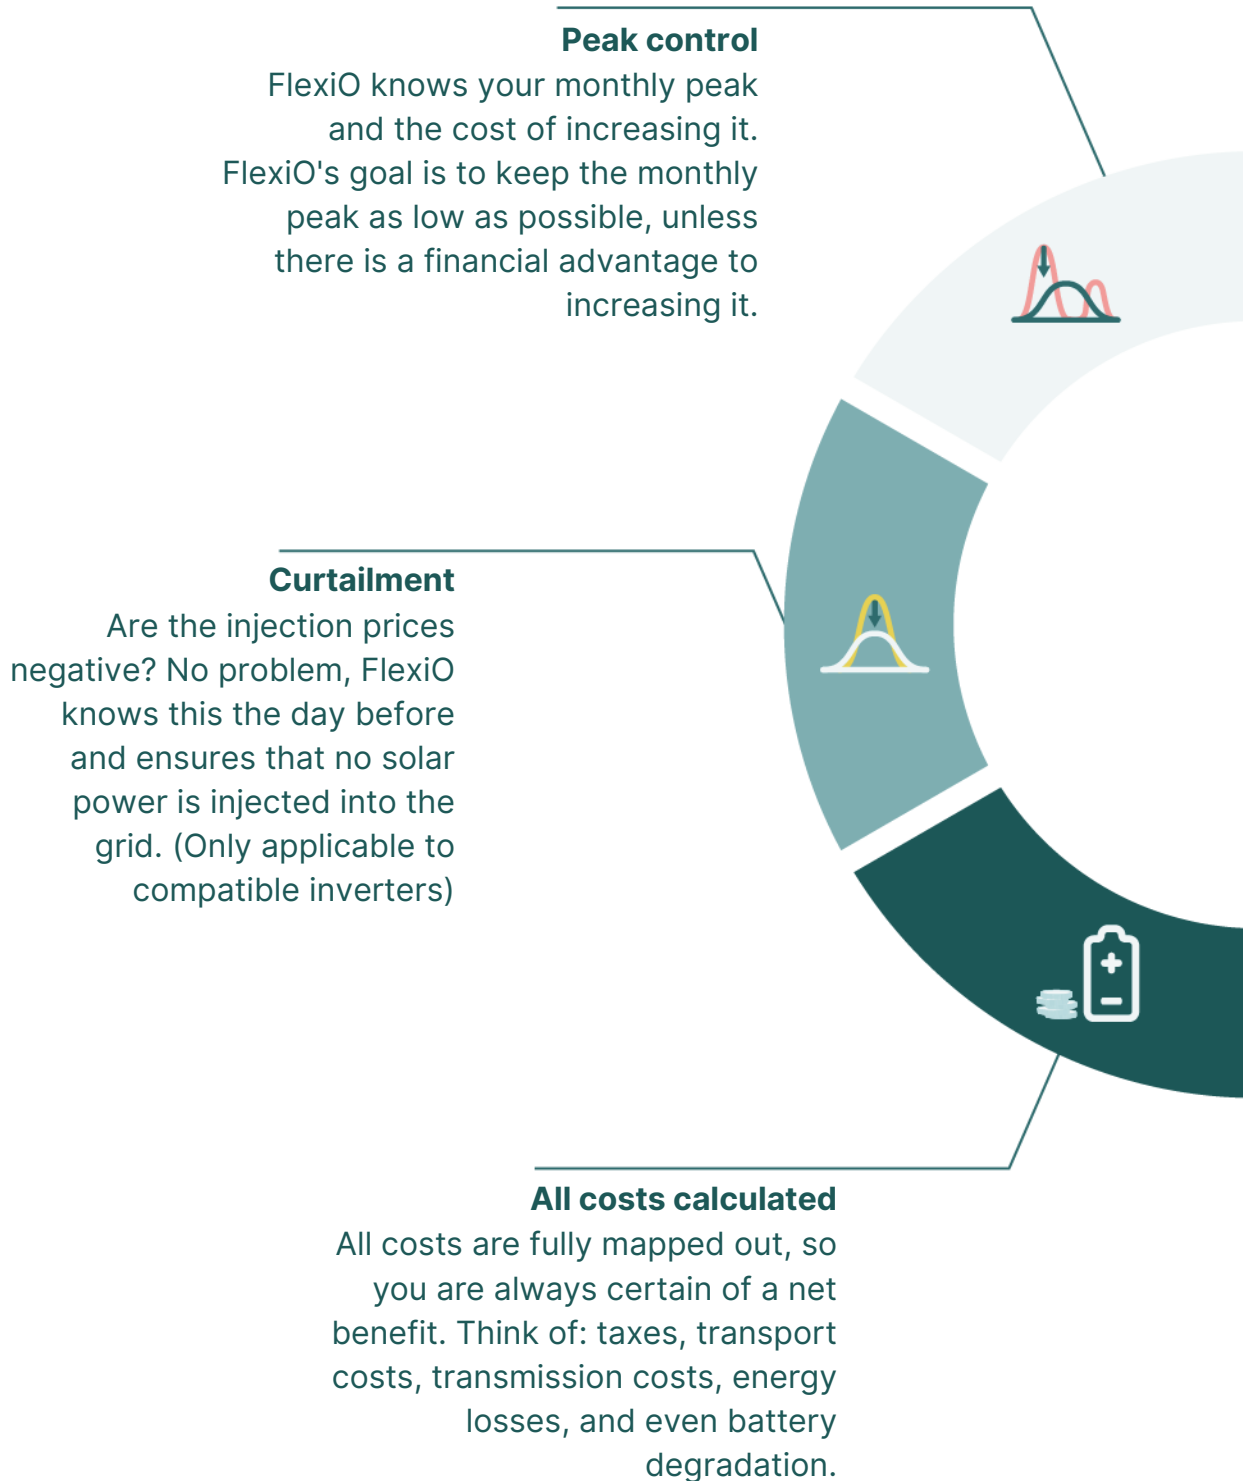 Peak control
FlexiO knows your monthly peak
and the cost of increasing it.
FlexiO's goal is to keep the monthly
peak as low as possible, unless
there is a financial advantage to
increasing it.
Curtailment
Are the injection prices
negative? No problem, FlexiO
knows this the day before
and ensures that no solar
power is injected into the
grid. (Only applicable to
compatible inverters)
All costs calculated
All costs are fully mapped out, so
you are always certain of a net
benefit. Think of: taxes, transport
costs, transmission costs, energy
losses, and even battery
degradation.